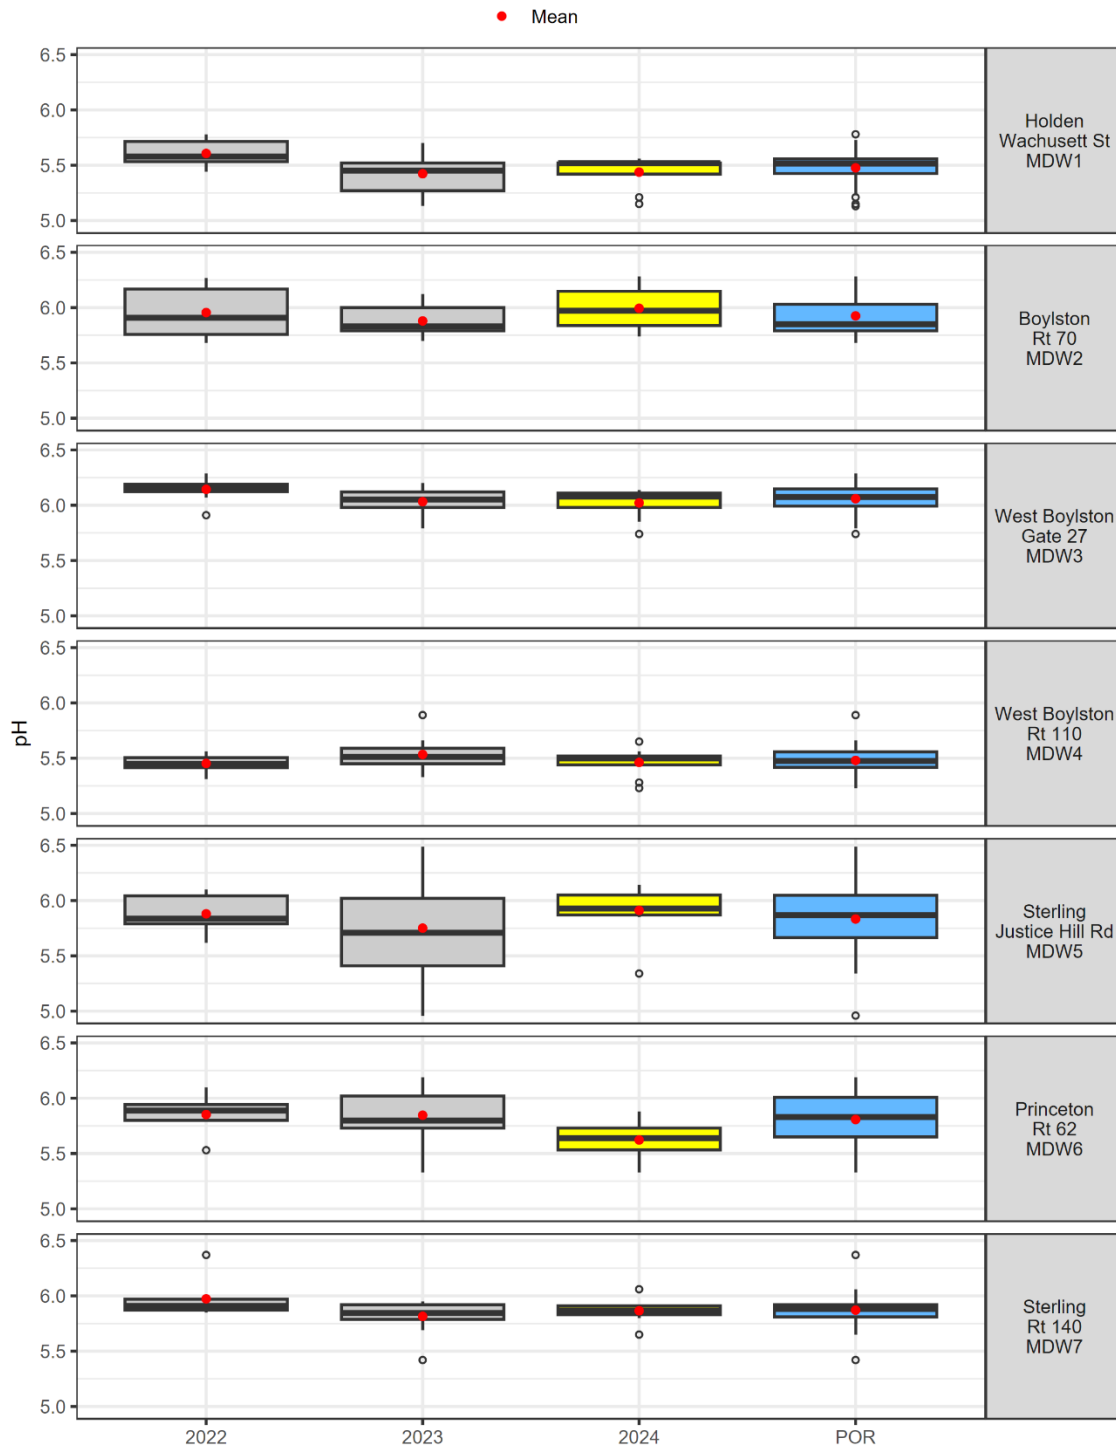 Mean
pH
6.5
6.0
5.5
5.0
Holden
Wachusett St
MDW1
6.5
6.0
5.5
5.0
Boylston
Rt 70
MDW2
6.5
6.0
5.5
5.0
West Boylston
Gate 27
MDW3
6.5
6.0
5.5
5.0
West Boylston
Rt 110
MDW4
6.5
6.0
5.5
5.0
Sterling
Justice Hill Rd
MDW5
6.5
6.0
5.5
5.0
Princeton
Rt 62
MDW6
6.5
6.0
5.5
5.0
Sterling
Rt 140
MDW7
2022 2023 2024 POR